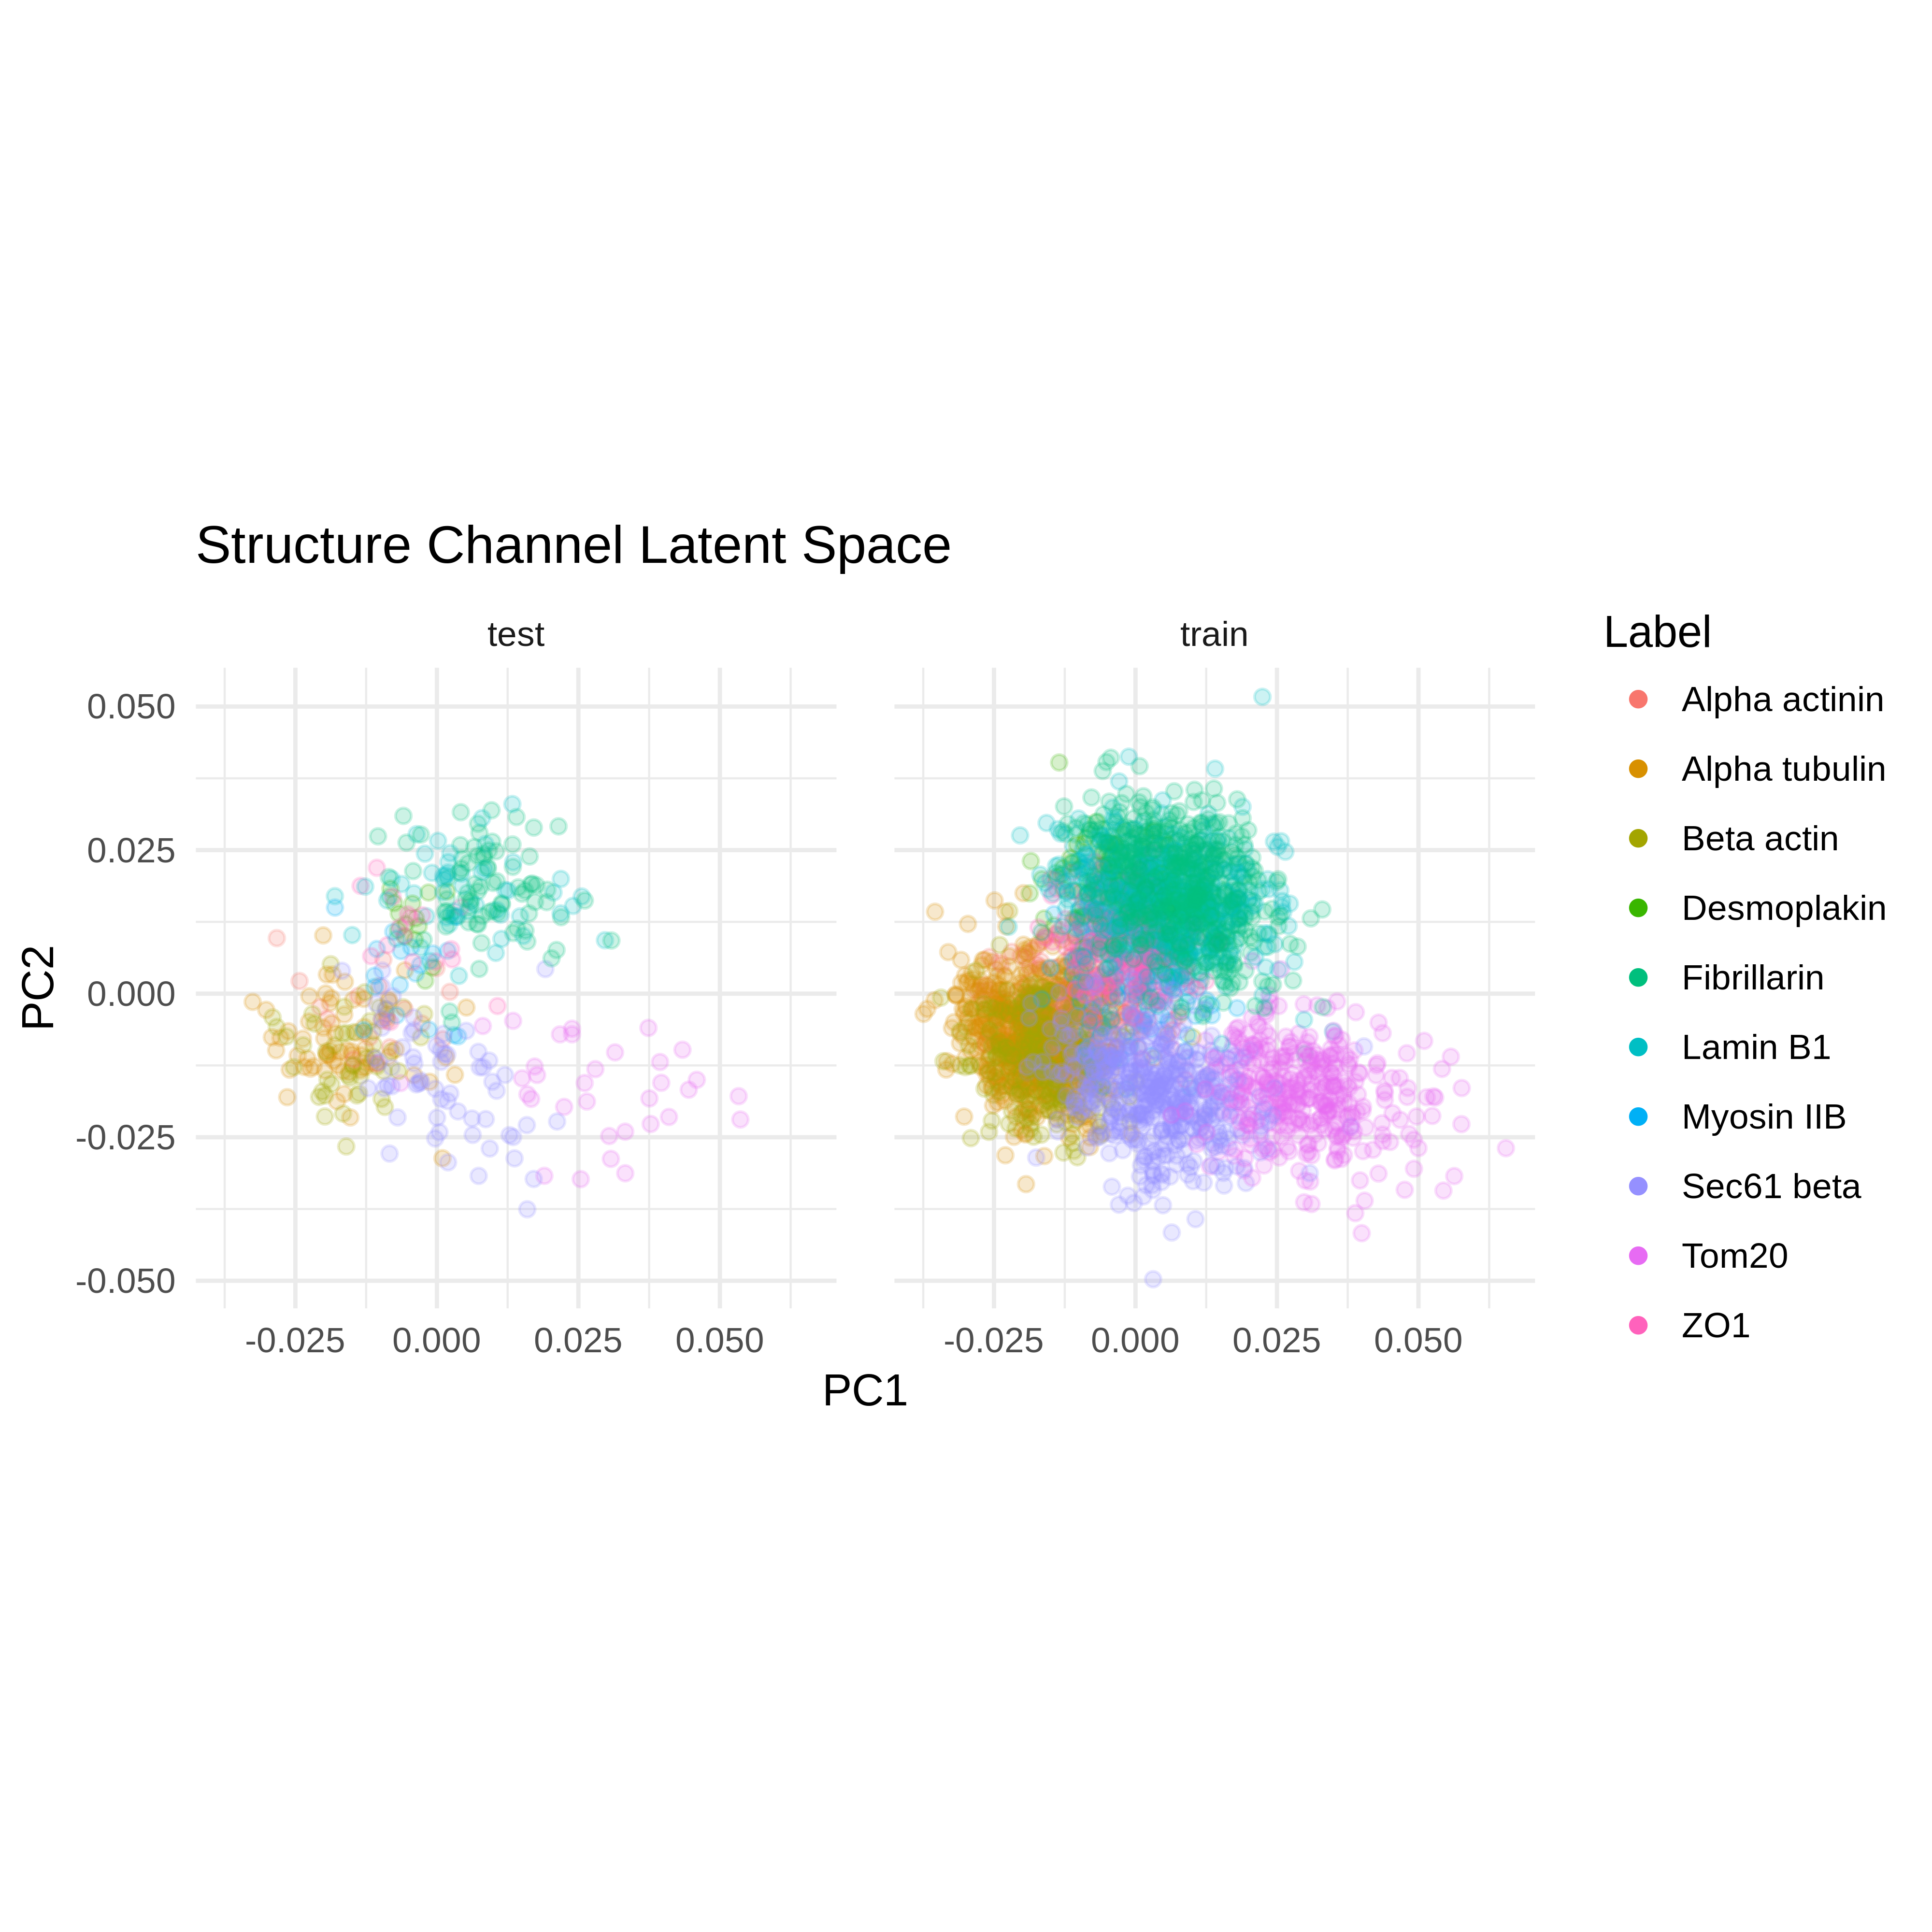 Structure Channel Latent Space
test
train
0.050
0.025
0.000
-0.025
-0.050
PC2
-0.025 0.000 0.025 0.050
-0.025 0.000 0.025 0.050
PC1
Label
Alpha actinin
Alpha tubulin
Beta actin
Desmoplakin
Fibrillarin
Lamin B1
Myosin IIB
Sec61 beta
Tom20
ZO1